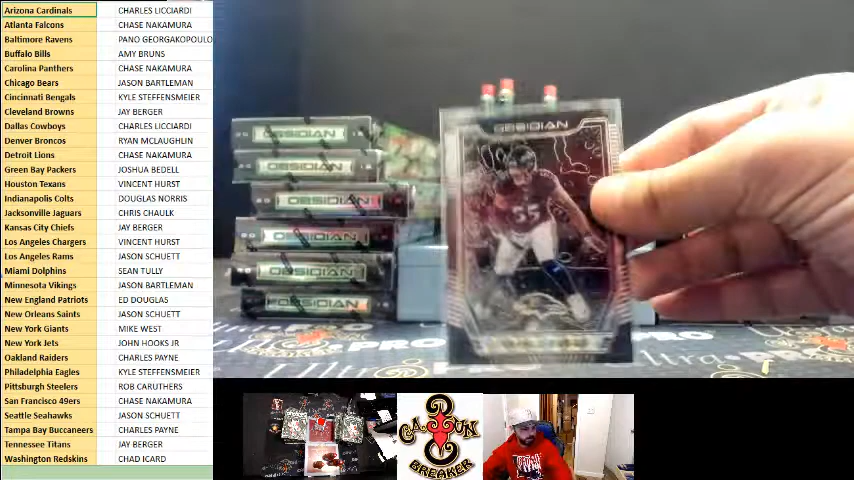 Arizona Cardinals CHARLES LICCIARDI
Atlanta Falcons CHASE NAKAMURA
Baltimore Ravens PANO GEORGAKOPOULO
Buffalo Bills AMY BRUNS
Carolina Panthers CHASE NAKAMURA
Chicago Bears JASON BARTLEMAN
Cincinnati Bengals KYLE STEFFENSMEIER
Cleveland Browns JAY BERGER
Dallas Cowboys CHARLES LICCIARDI
Denver Broncos RYAN MCLAUGHLIN
Detroit Lions CHASE NAKAMURA
Green Bay Packers JOSHUA BEDELL
Houston Texans VINCENT HURST
Indianapolis Colts DOUGLAS NORRIS
Jacksonville Jaguars CHRIS CHAULK
Kansas City Chiefs JAY BERGER
Los Angeles Chargers VINCENT HURST
Los Angeles Rams JASON SCHUETT
Miami Dolphins SEAN TULLY
Minnesota Vikings JASON BARTLEMAN
New England Patriots ED DOUGLAS
New Orleans Saints JASON SCHUETT
New York Giants MIKE WEST
New York Jets JOHN HOOKS JR
Oakland Raiders CHARLES PAYNE
Philadelphia Eagles KYLE STEFFENSMEIER
Pittsburgh Steelers ROB CARUTHERS
San Francisco 49ers CHASE NAKAMURA
Seattle Seahawks JASON SCHUETT
Tampa Bay Buccaneers CHARLES PAYNE
Tennessee Titans JAY BERGER
Washington Redskins CHAD ICARD
OBSIDIAN
OBSIDIAN
OBSIDIAN
OBSIDIAN
OBSIDIAN
OBSIDIAN
OBSIDIAN
55
Ultra PRO
BREAKER